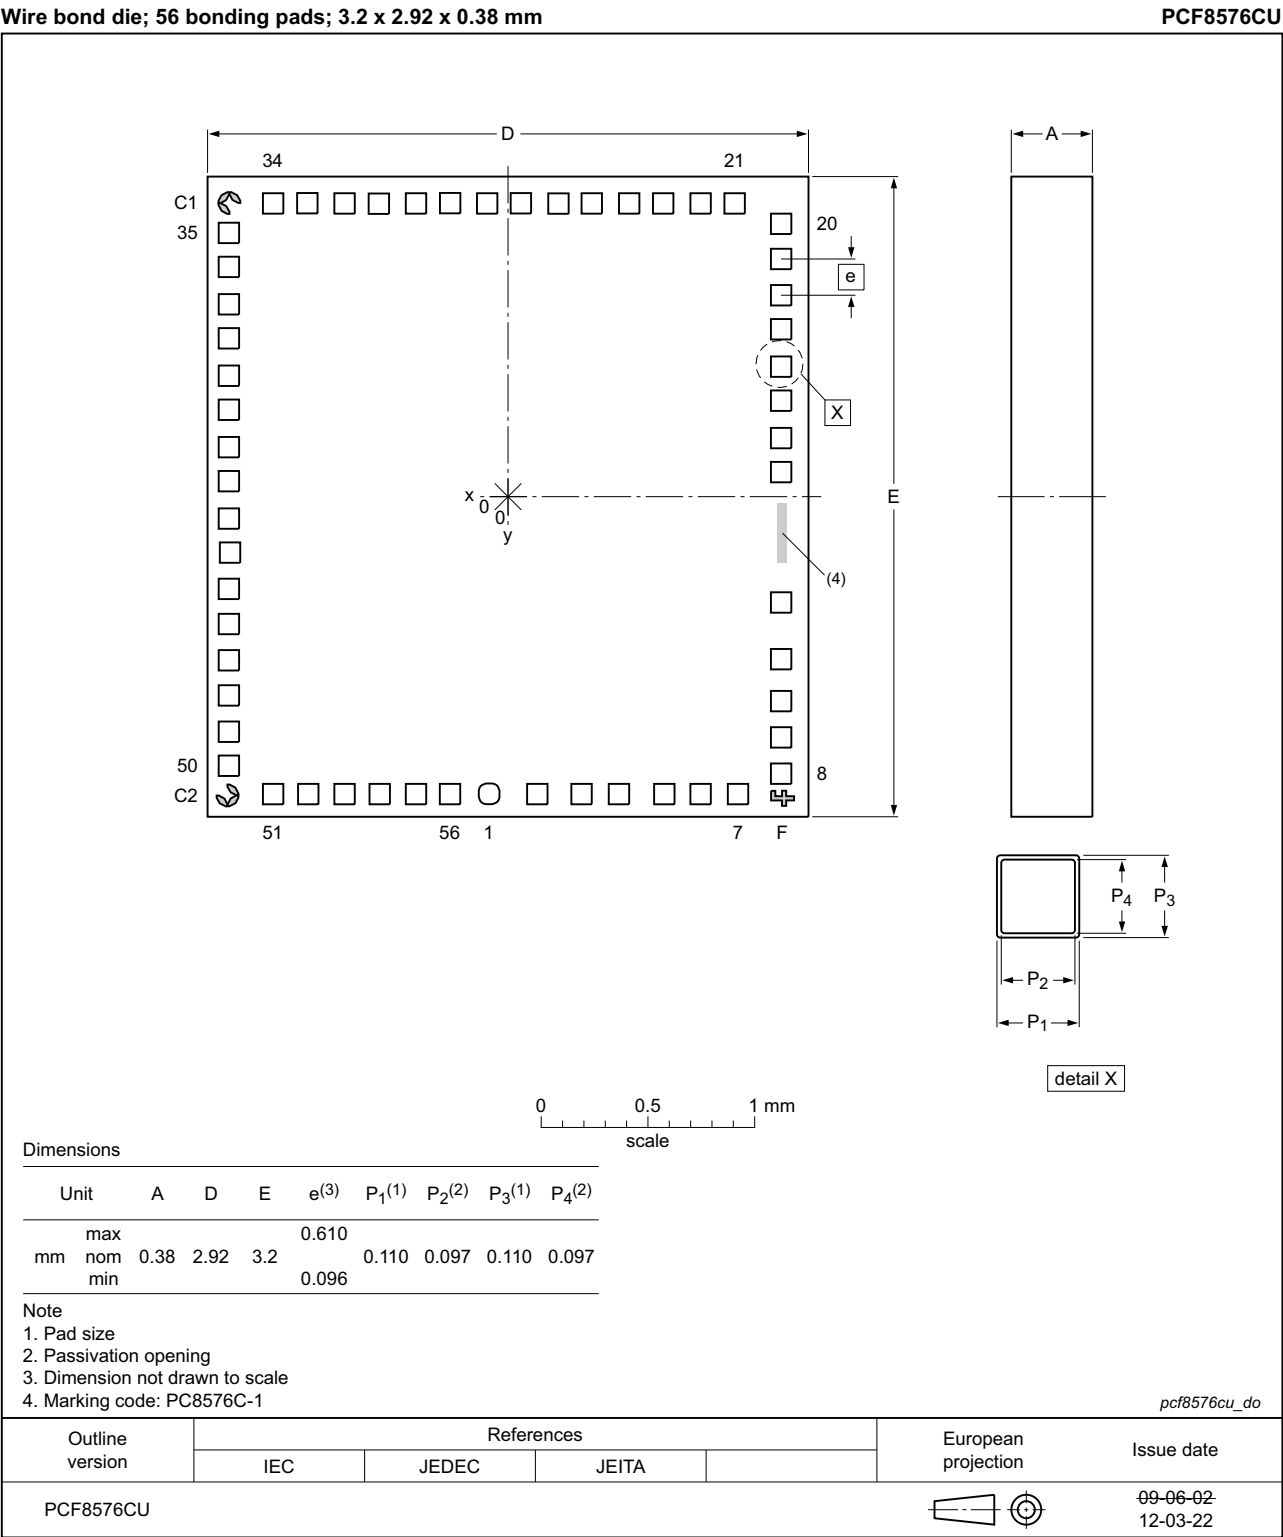 Wire bond die; 56 bonding pads; 3.2 x 2.92 x 0.38 mm PCF8576CU
D
A
34 21
C1
35
20
e
X
x 0
0
y
E
(4)
50
C2
8
51 56 1 7 F
P4 P3
P2
P1
detail X
0 0.5 1 mm
scale
Dimensions
Unit A D E e(3) P1(1) P2(2) P3(1) P4(2)
max 0.610
mm nom 0.38 2.92 3.2 0.110 0.097 0.110 0.097
min 0.096
Note
1. Pad size
2. Passivation opening
3. Dimension not drawn to scale
4. Marking code: PC8576C-1
pcf8576cu_do
Outline version References European projection Issue date
IEC JEDEC JEITA
PCF8576CU
09-06-02
12-03-22